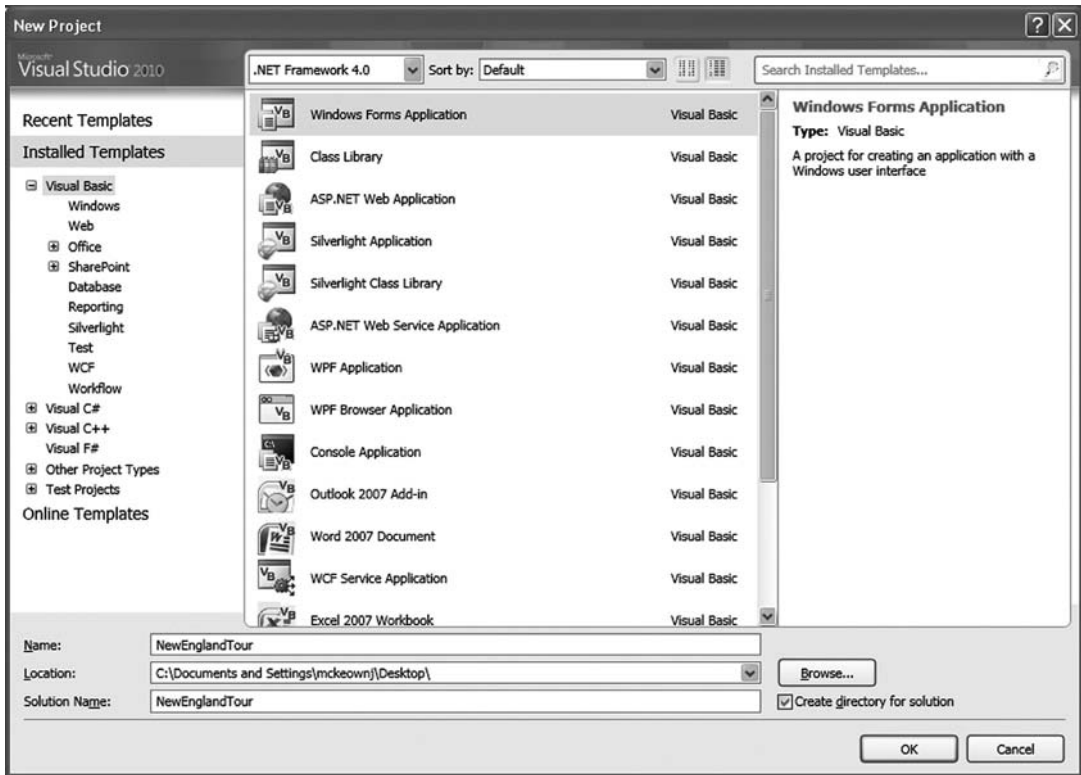 New Project
Microsoft
Visual Studio 2010
.NET Framework 4.0
Sort by: Default
Search Installed Templates...
Recent Templates
Installed Templates
Visual Basic
Windows
Web
Office
SharePoint
Database
Reporting
Silverlight
Test
WCF
Workflow
Visual C#
Visual C++
Visual F#
Other Project Types
Test Projects
Online Templates
Windows Forms Application Visual Basic
Class Library Visual Basic
ASP.NET Web Application Visual Basic
Silverlight Application Visual Basic
Silverlight Class Library Visual Basic
ASP.NET Web Service Application Visual Basic
WPF Application Visual Basic
WPF Browser Application Visual Basic
Console Application Visual Basic
Outlook 2007 Add-in Visual Basic
Word 2007 Document Visual Basic
WCF Service Application Visual Basic
Excel 2007 Workbook Visual Basic
Windows Forms Application
Type: Visual Basic
A project for creating an application with a
Windows user interface
Name: NewEnglandTour
Location: C:\Documents and Settings\mckeownj\Desktop\
Browse...
Solution Name: NewEnglandTour
Create directory for solution
OK
Cancel